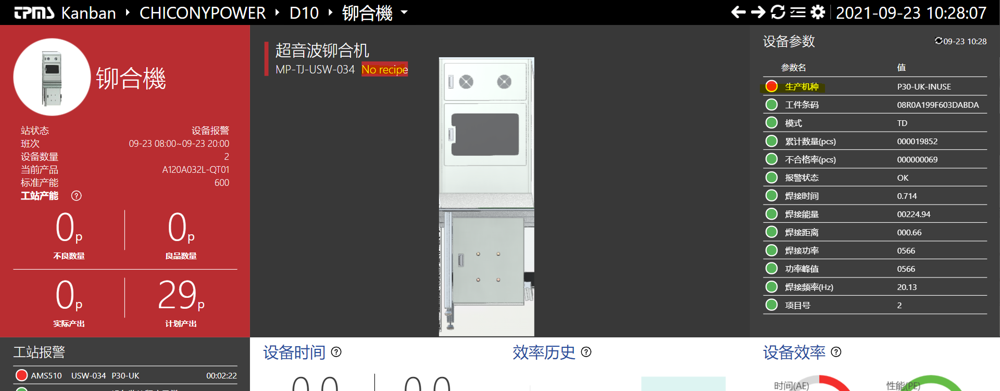 TPMS Kanban CHICONYPOWER D10 铆合機
2021-09-23 10:28:07
铆合機
站状态 设备报警
班次 09-23 08:00~09-23 20:00
设备数量 2
当前产品 A120A032L-QT01
标准产能 600
工站产能 ?
0p 0p
不良数量 良品数量
0p 29p
实际产出 计划产出
工站报警
AMS510 USW-034 P30-UK 00:02:22
超音波铆合机
MP-TJ-USW-034 No recipe
设备参数 09-23 10:28
参数名 值
生产机种 P30-UK-INUSE
工件条码 08R0A199F603DABDA
模式 TD
累计数量(pcs) 000019852
不合格率(pcs) 000000069
报警状态 OK
焊接时间 0.714
焊接能量 00224.94
焊接距离 000.66
焊接功率 0566
功率峰值 0566
焊接频率(Hz) 20.13
项目号 2
设备时间 ?
效率历史 ?
设备效率 ?
时间(AE) 性能(PE)